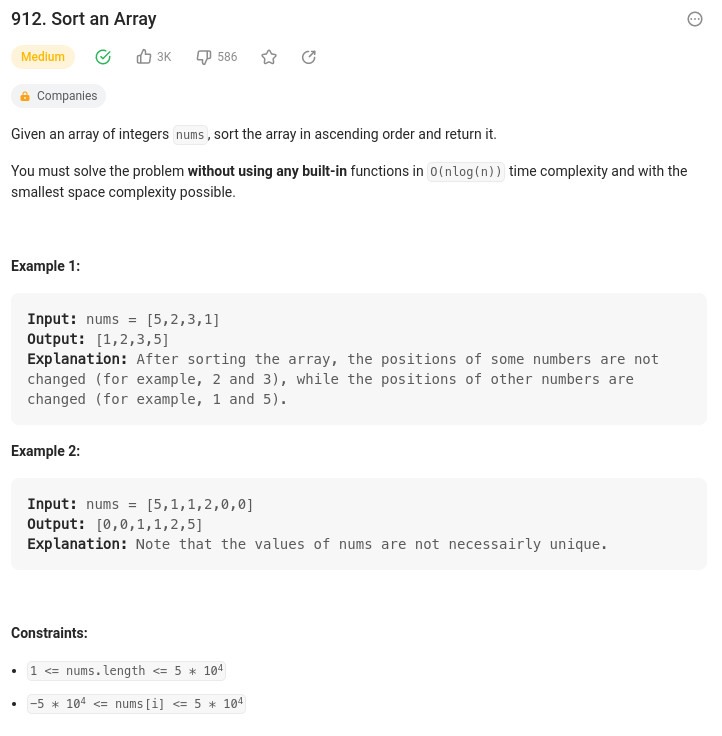 912. Sort an Array
Medium 3K 586
Companies
Given an array of integers nums, sort the array in ascending order and return it.
You must solve the problem without using any built-in functions in O(nlog(n)) time complexity and with the
smallest space complexity possible.
Example 1:
Input: nums = [5,2,3,1]
Output: [1,2,3,5]
Explanation: After sorting the array, the positions of some numbers are not
changed (for example, 2 and 3), while the positions of other numbers are
changed (for example, 1 and 5).
Example 2:
Input: nums = [5,1,1,2,0,0]
Output: [0,0,1,1,2,5]
Explanation: Note that the values of nums are not necessairly unique.
Constraints:
• 1 <= nums.length <= 5 * 10⁴
• −5 * 10⁴ <= nums[i] <= 5 * 10⁴